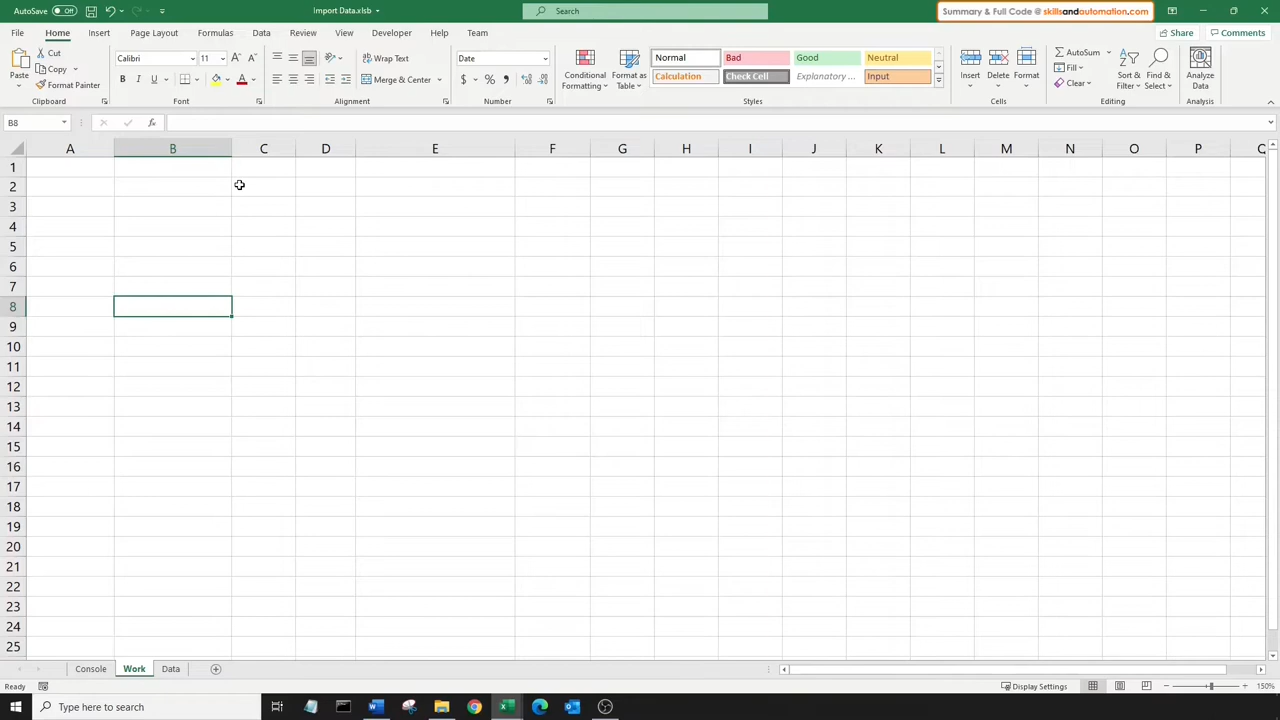 AutoSave Off
Import Data.xlsb
Search
Summary & Full Code @ skillsandautomation.com
File Home Insert Page Layout Formulas Data Review View Developer Help Team
Share Comments
Paste
Cut
Copy
Format Painter
Clipboard
Calibri 11
B I U
Font
Wrap Text
Merge & Center
Alignment
Date
$ % 9
Number
Conditional
Formatting
Format as
Table
Normal Bad Good Neutral
Calculation Check Cell Explanatory ... Input
Styles
Insert Delete Format
Cells
AutoSum
Fill
Clear
Sort &
Filter
Find &
Select
Editing
Analyze
Data
Analysis
B8
fx
A B C D E F G H I J K L M N O P Q
1
2
3
4
5
6
7
8
9
10
11
12
13
14
15
16
17
18
19
20
21
22
23
24
25
Console Work Data
Ready
Display Settings
150%
Type here to search